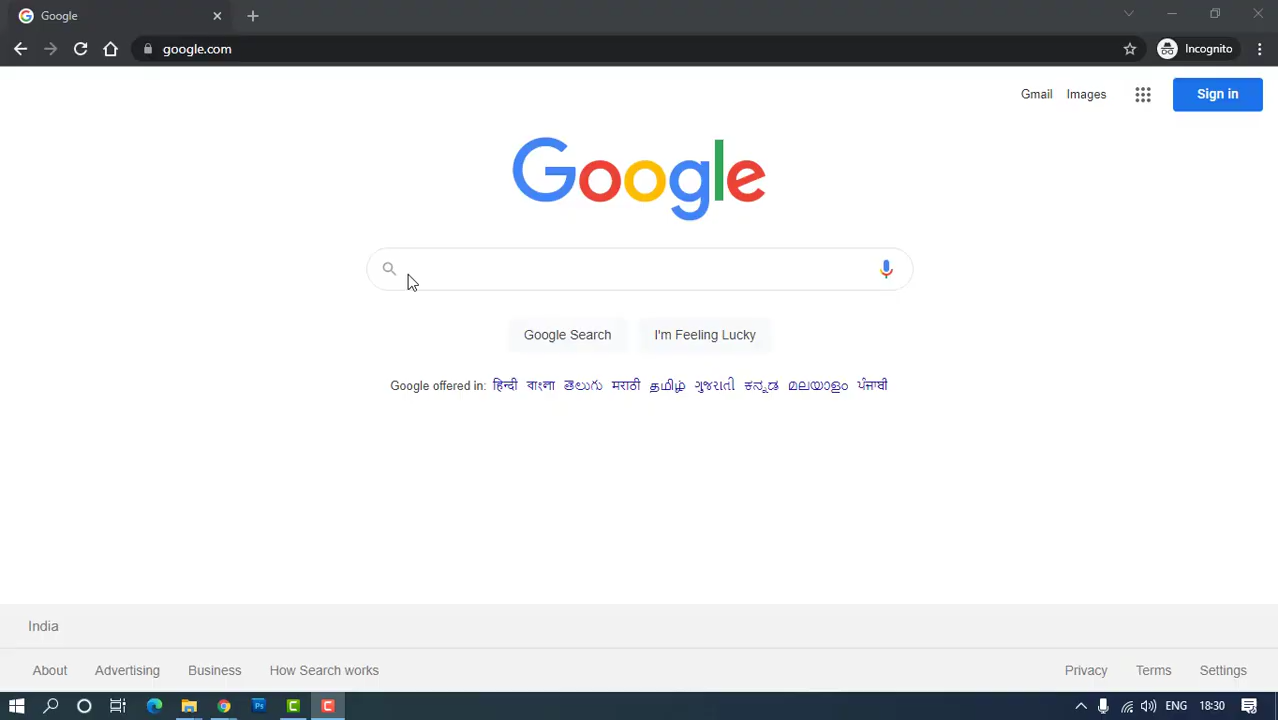 Google
google.com
Incognito
Gmail Images Sign in
Google
Google Search I'm Feeling Lucky
Google offered in: हिन्दी বাংলা తెలుగు मराठी தமிழ் ગુજરાતી ಕನ್ನಡ മലയാളം ਪੰਜਾਬੀ
India
About Advertising Business How Search works Privacy Terms Settings
Ps C C ENG 18:30